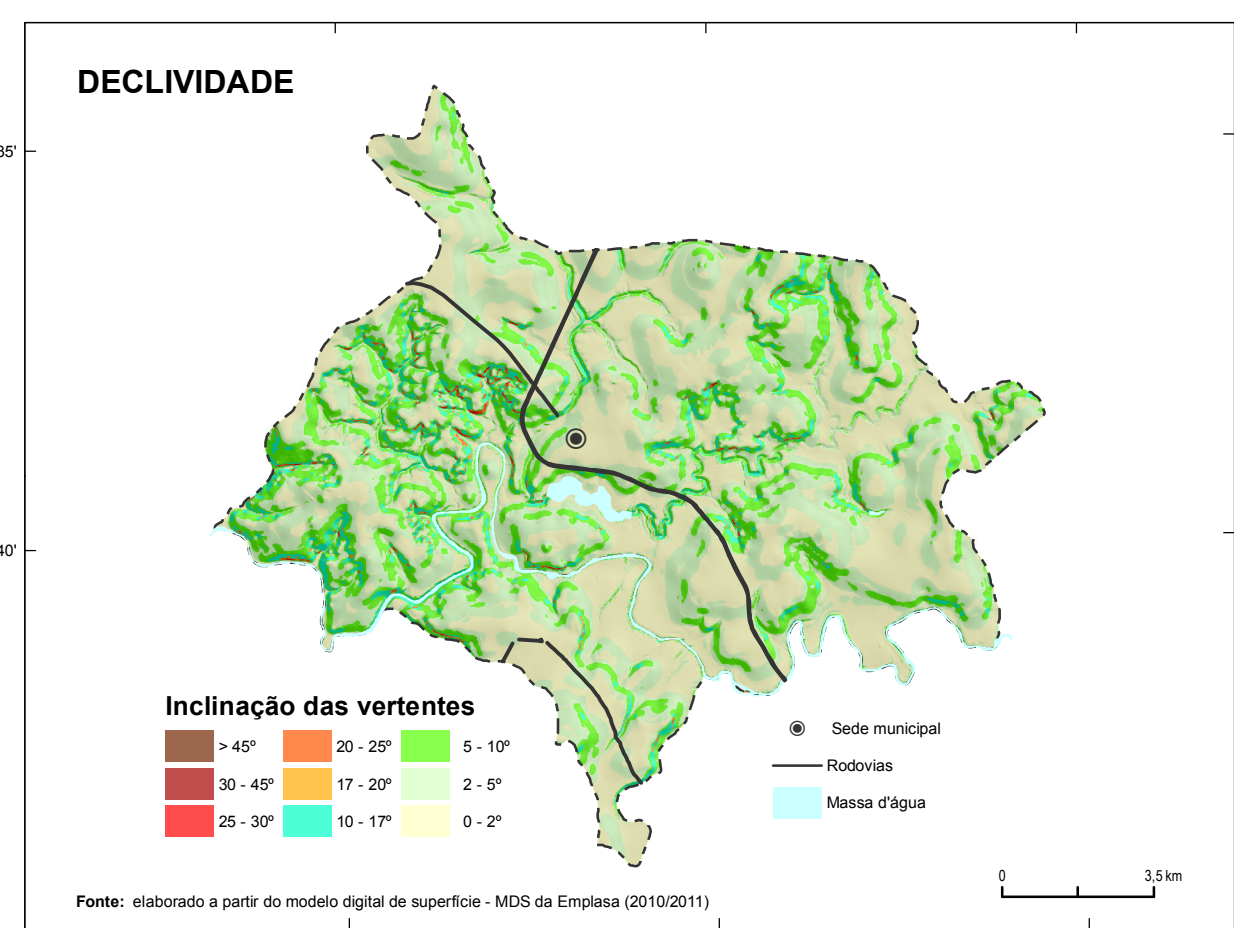 DECLIVIDADE
35'
40'
Inclinação das vertentes
> 45º
20 - 25º
5 - 10º
30 - 45º
17 - 20º
2 - 5º
25 - 30º
10 - 17º
0 - 2º
Sede municipal
Rodovias
Massa d'água
0 3,5 km
Fonte: elaborado a partir do modelo digital de superfície - MDS da Emplasa (2010/2011)